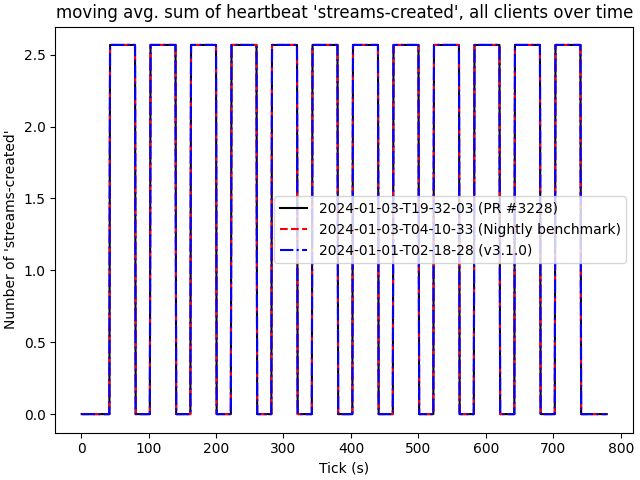 moving avg. sum of heartbeat 'streams-created', all clients over time
Number of 'streams-created'
2.5
2.0
1.5
1.0
0.5
0.0
2024-01-03-T19-32-03 (PR #3228)
2024-01-03-T04-10-33 (Nightly benchmark)
2024-01-01-T02-18-28 (v3.1.0)
0 100 200 300 400 500 600 700 800
Tick (s)